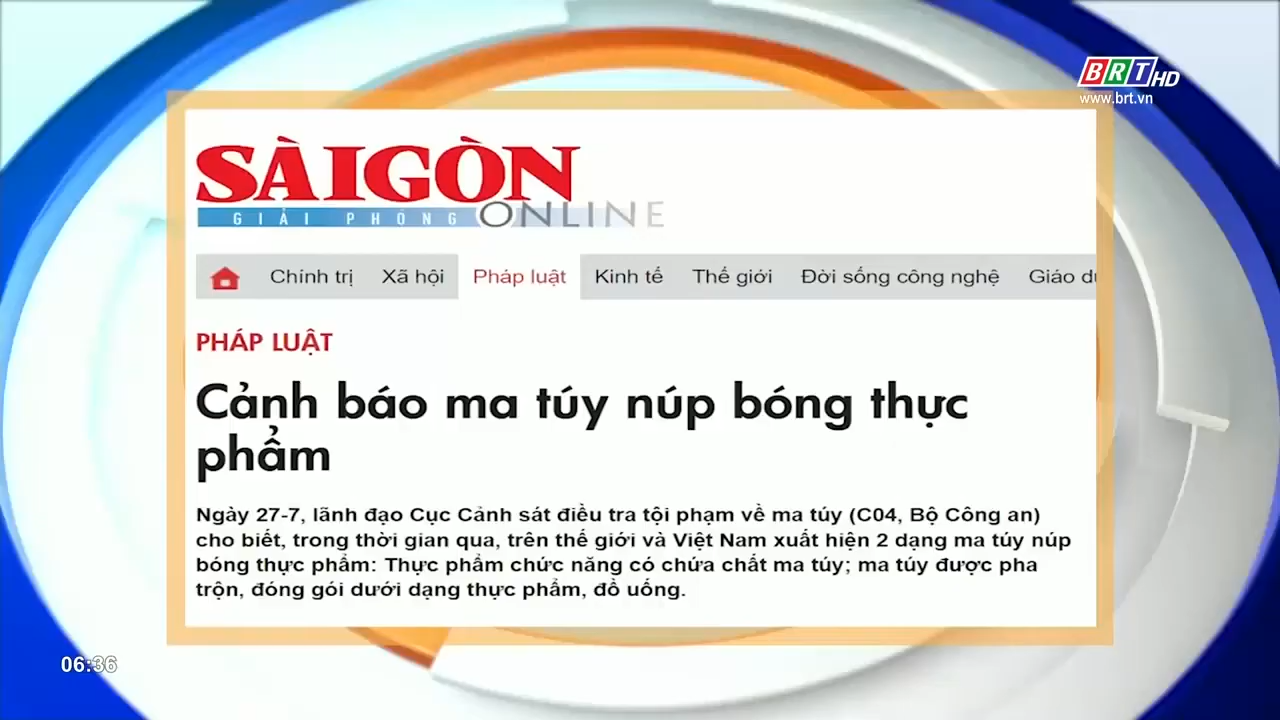 BRT HD
www.brt.vn
SÀIGÒN
GIẢI PHÓNG ONLINE
Chính trị Xã hội Pháp luật Kinh tế Thế giới Đời sống công nghệ Giáo dụ
PHÁP LUẬT
Cảnh báo ma túy núp bóng thực
phẩm
Ngày 27-7, lãnh đạo Cục Cảnh sát điều tra tội phạm về ma túy (C04, Bộ Công an)
cho biết, trong thời gian qua, trên thế giới và Việt Nam xuất hiện 2 dạng ma túy núp
bóng thực phẩm: Thực phẩm chức năng có chứa chất ma túy; ma túy được pha
trộn, đóng gói dưới dạng thực phẩm, đồ uống.
06:36